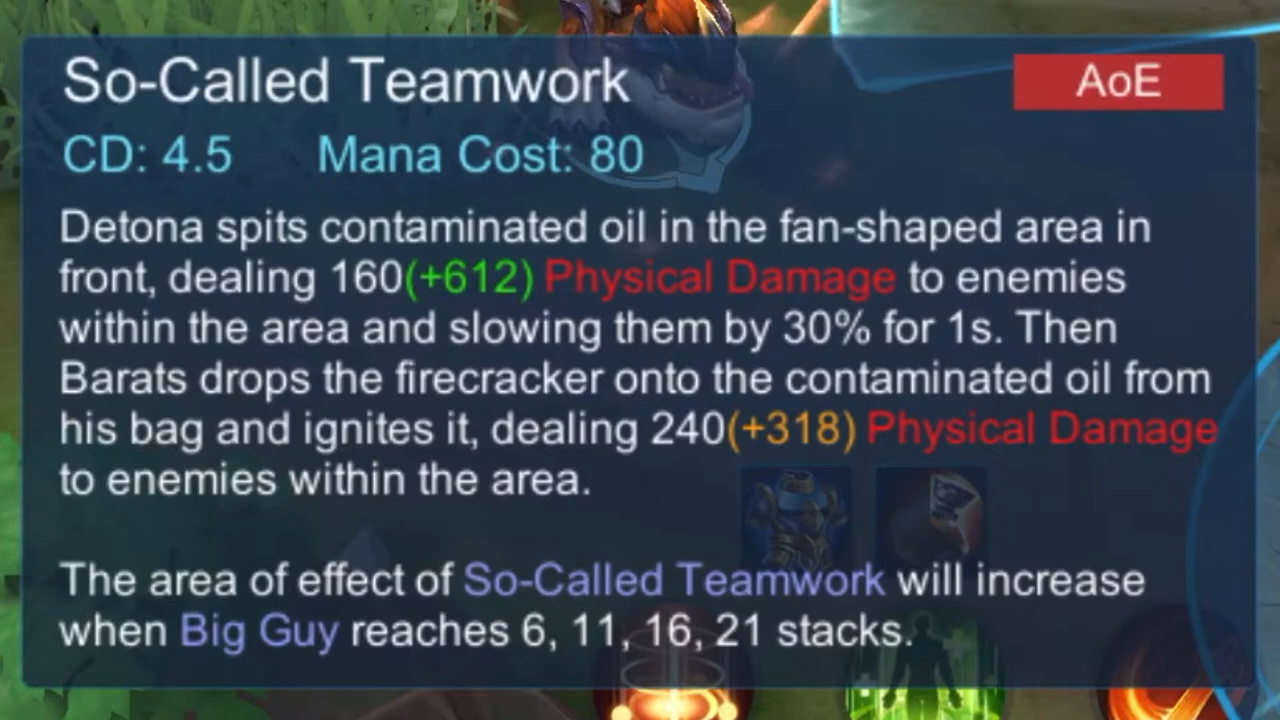 So-Called Teamwork
AoE
CD: 4.5 Mana Cost: 80
Detona spits contaminated oil in the fan-shaped area in
front, dealing 160(+612) Physical Damage to enemies
within the area and slowing them by 30% for 1s. Then
Barats drops the firecracker onto the contaminated oil from
his bag and ignites it, dealing 240(+318) Physical Damage
to enemies within the area.
The area of effect of So-Called Teamwork will increase
when Big Guy reaches 6, 11, 16, 21 stacks.